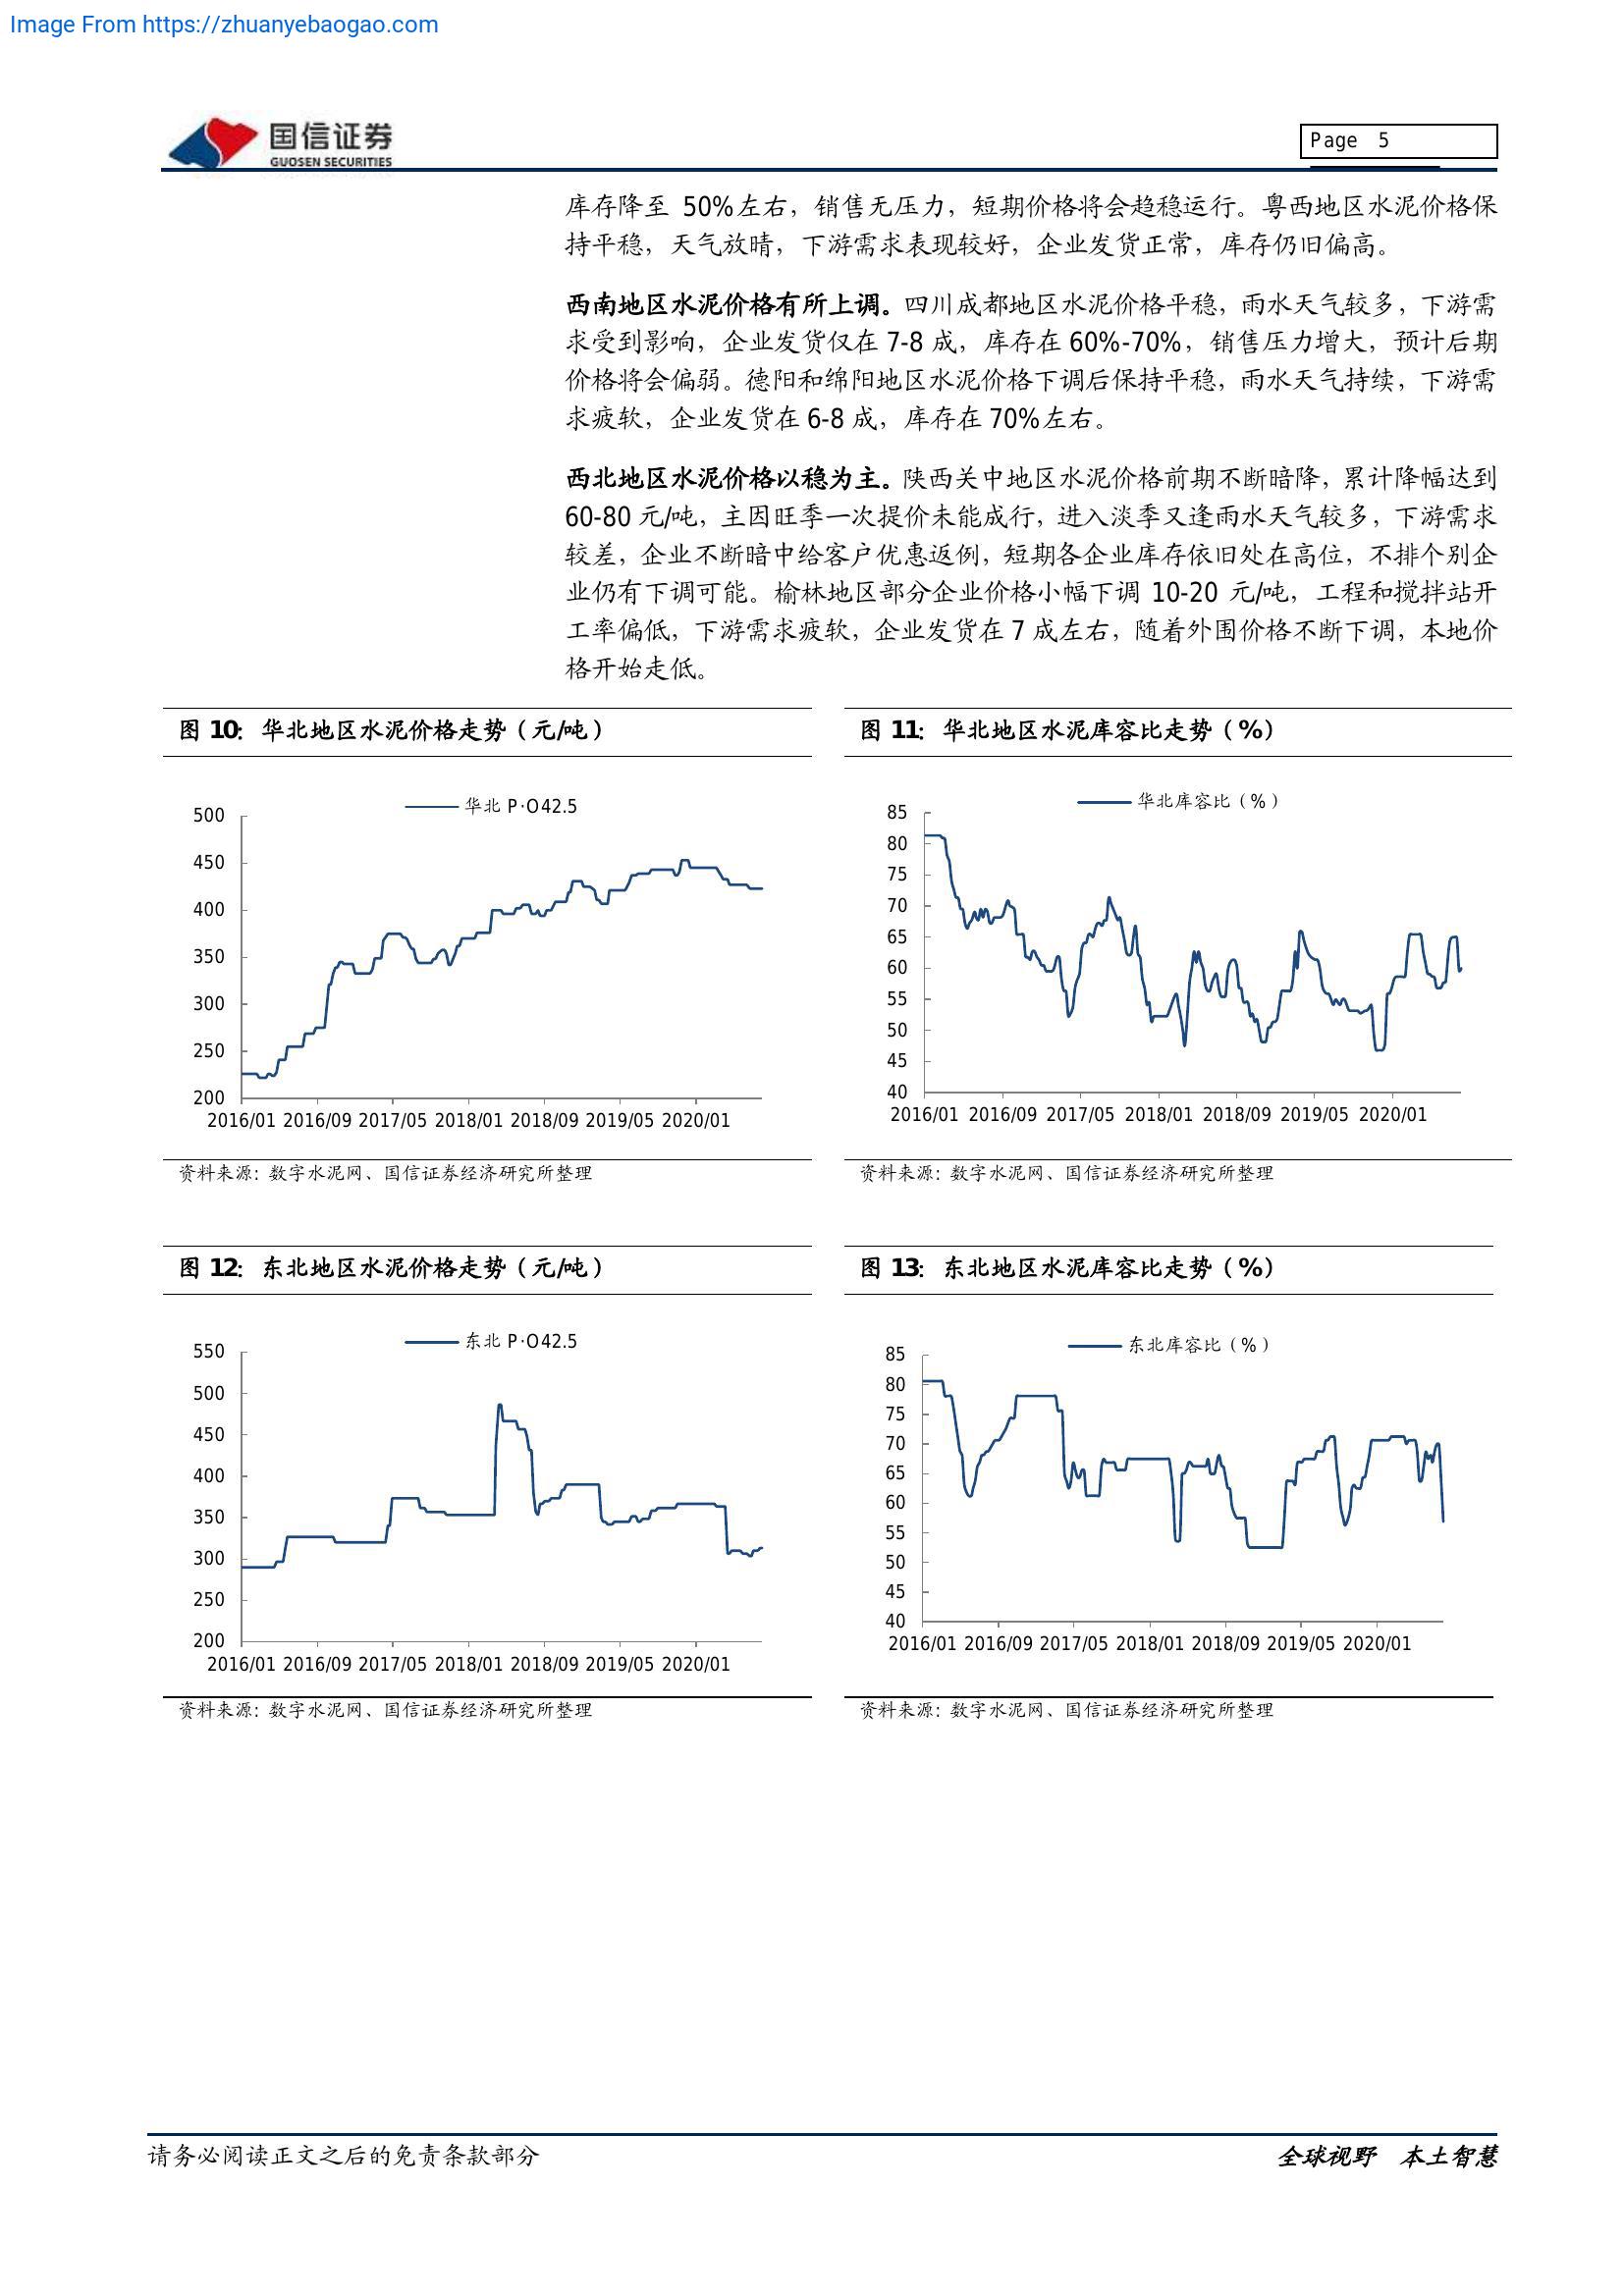 Image From https://zhuanyebaogao.com
国信证券
GUOSEN SECURITIES
Page 5
库存降至 50%左右，销售无压力，短期价格将会趋稳运行。粤西地区水泥价格保
持平稳，天气放晴，下游需求表现较好，企业发货正常，库存仍旧偏高。
西南地区水泥价格有所上调。四川成都地区水泥价格平稳，雨水天气较多，下游需
求受到影响，企业发货仅在 7-8 成，库存在 60%-70%，销售压力增大，预计后期
价格将会偏弱。德阳和绵阳地区水泥价格下调后保持平稳，雨水天气持续，下游需
求疲软，企业发货在 6-8 成，库存在 70%左右。
西北地区水泥价格以稳为主。陕西关中地区水泥价格前期不断暗降，累计降幅达到
60-80 元/吨，主因旺季一次提价未能成行，进入淡季又逢雨水天气较多，下游需求
较差，企业不断暗中给客户优惠返例，短期各企业库存依旧处在高位，不排个别企
业仍有下调可能。榆林地区部分企业价格小幅下调 10-20 元/吨，工程和搅拌站开
工率偏低，下游需求疲软，企业发货在 7 成左右，随着外围价格不断下调，本地价
格开始走低。
图 10：华北地区水泥价格走势（元/吨）
华北 P·O42.5
500
450
400
350
300
250
200
2016/01 2016/09 2017/05 2018/01 2018/09 2019/05 2020/01
资料来源：数字水泥网、国信证券经济研究所整理
图 11：华北地区水泥库容比走势（%）
华北库容比（%）
85
80
75
70
65
60
55
50
45
40
2016/01 2016/09 2017/05 2018/01 2018/09 2019/05 2020/01
资料来源：数字水泥网、国信证券经济研究所整理
图 12：东北地区水泥价格走势（元/吨）
东北 P·O42.5
550
500
450
400
350
300
250
200
2016/01 2016/09 2017/05 2018/01 2018/09 2019/05 2020/01
资料来源：数字水泥网、国信证券经济研究所整理
图 13：东北地区水泥库容比走势（%）
东北库容比（%）
85
80
75
70
65
60
55
50
45
40
2016/01 2016/09 2017/05 2018/01 2018/09 2019/05 2020/01
资料来源：数字水泥网、国信证券经济研究所整理
请务必阅读正文之后的免责条款部分
全球视野 本土智慧